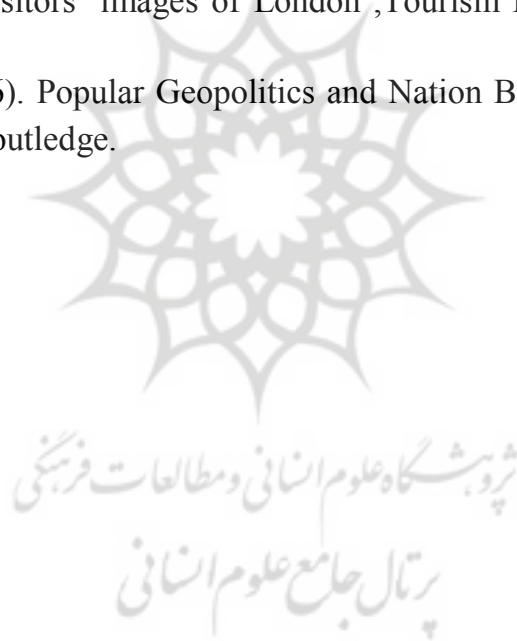 sitors' images of London ,Tourism
6). Popular Geopolitics and Nation B
outledge.
پژوهشگاه علوم انسانی و مطالعات فرهنگی
پرتال جامع علوم انسانی